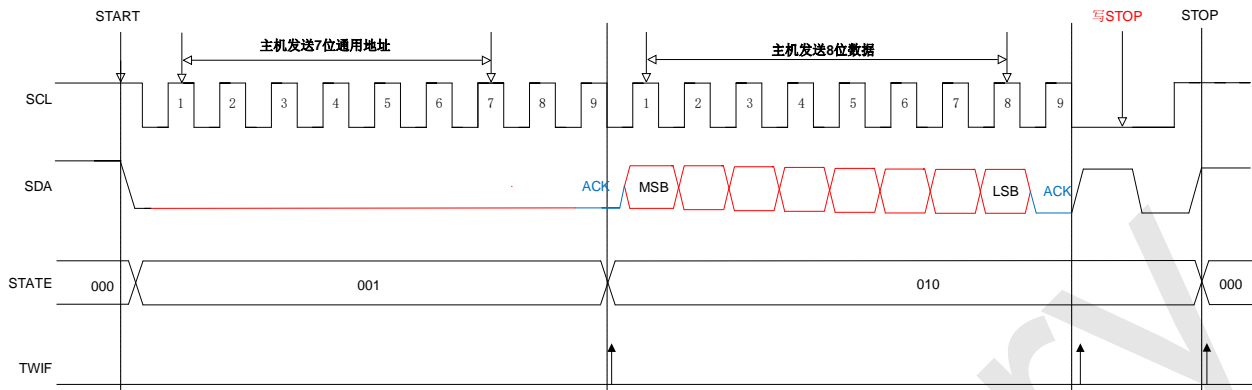 START
写STOP
STOP
主机发送7位通用地址
主机发送8位数据
SCL
1 2 3 4 5 6 7 8 9 1 2 3 4 5 6 7 8 9
SDA
ACK MSB LSB ACK
STATE
000 001 010 000
TWIF